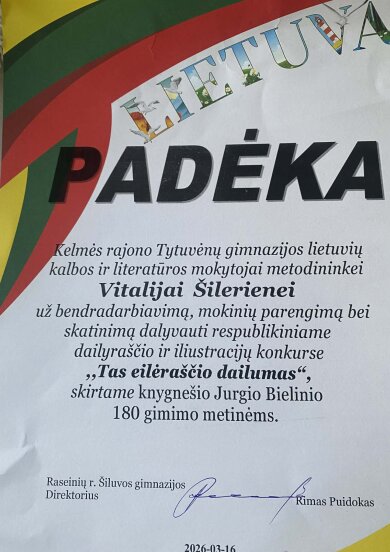 LIETUVA
PADĖKA
Kelmės rajono Tytuvėnų gimnazijos lietuvių
kalbos ir literatūros mokytojai metodininkei
Vitalijai Šilerienei
už bendradarbiavimą, mokinių parengimą bei
skatinimą dalyvauti respublikiniame
dailyraščio ir iliustracijų konkurse
,,Tas eilėraščio dailumas“,
skirtame knygnešio Jurgio Bielinio
180 gimimo metinėms.
Raseinių r. Šiluvos gimnazijos
Direktorius
Rimas Puidokas
2026-03-16